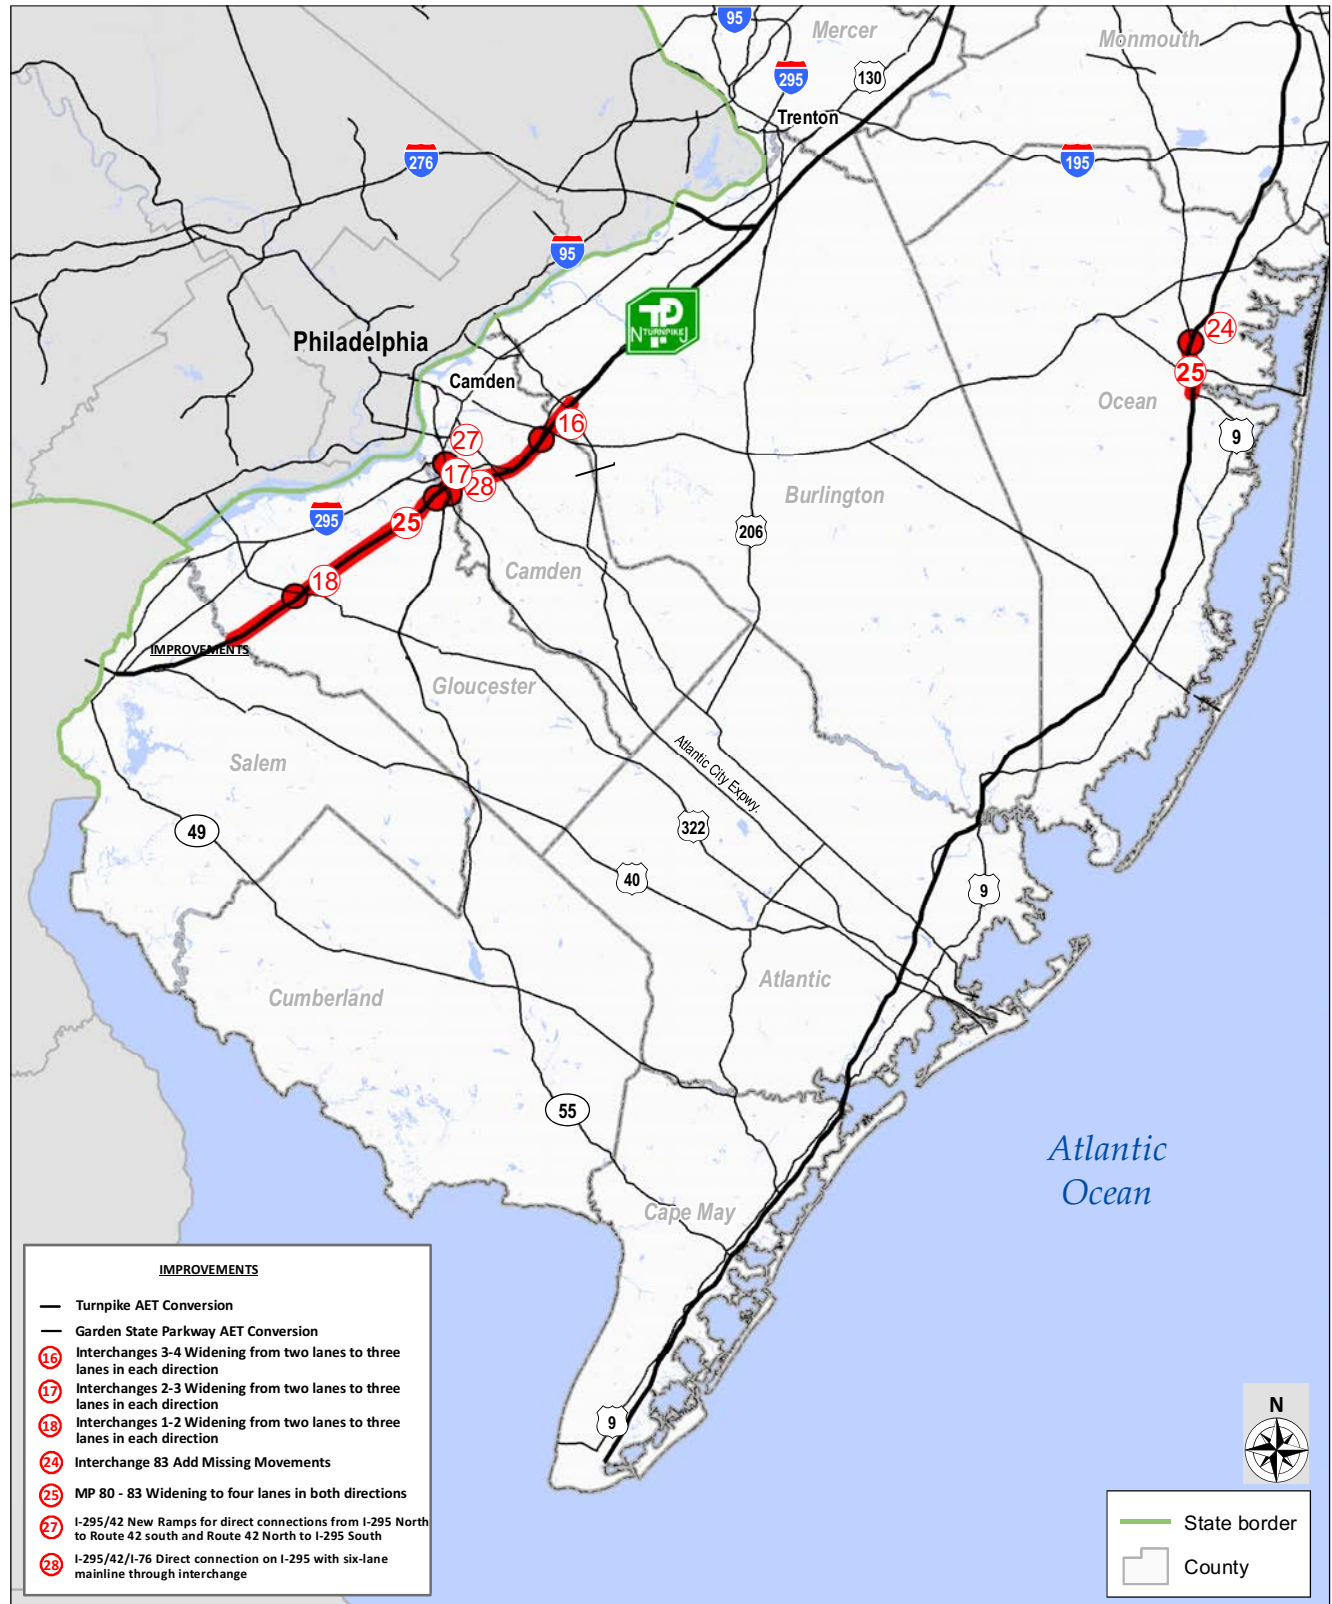 95
Mercer
Monmouth
295
130
Trenton
276
195
95
TP
NTURNPIKEJ
Philadelphia
24
Camden
25
Ocean
16
9
27
17
28
Burlington
25
295
206
Camden
18
IMPROVEMENTS
Gloucester
Salem
Atlantic City Expwy.
49
322
40
9
Atlantic
Cumberland
55
Atlantic
Ocean
Cape May
9
IMPROVEMENTS
Turnpike AET Conversion
Garden State Parkway AET Conversion
16 Interchanges 3-4 Widening from two lanes to three
lanes in each direction
17 Interchanges 2-3 Widening from two lanes to three
lanes in each direction
18 Interchanges 1-2 Widening from two lanes to three
lanes in each direction
24 Interchange 83 Add Missing Movements
25 MP 80 - 83 Widening to four lanes in both directions
27 I-295/42 New Ramps for direct connections from I-295 North
to Route 42 south and Route 42 North to I-295 South
28 I-295/42/I-76 Direct connection on I-295 with six-lane
mainline through interchange
N
State border
County